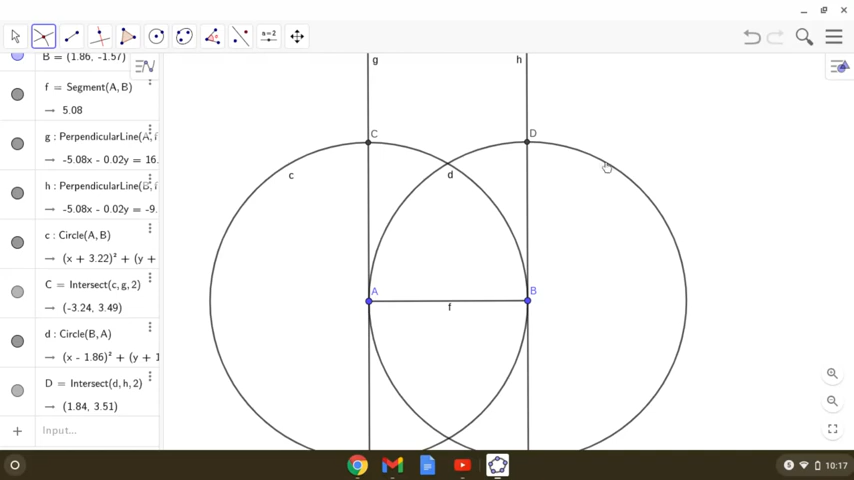 a=2
B = (1.86, -1.57)
f = Segment(A, B)
→ 5.08
g : PerpendicularLine(A, f
→ -5.08x - 0.02y = 16.
h : PerpendicularLine(B, f
→ -5.08x - 0.02y = -9.
c : Circle(A, B)
→ (x + 3.22)² + (y +
C = Intersect(c, g, 2)
→ (-3.24, 3.49)
d : Circle(B, A)
→ (x - 1.86)² + (y + 1
D = Intersect(d, h, 2)
→ (1.84, 3.51)
+ Input...
g
h
C
D
c
d
A
B
f
10:17